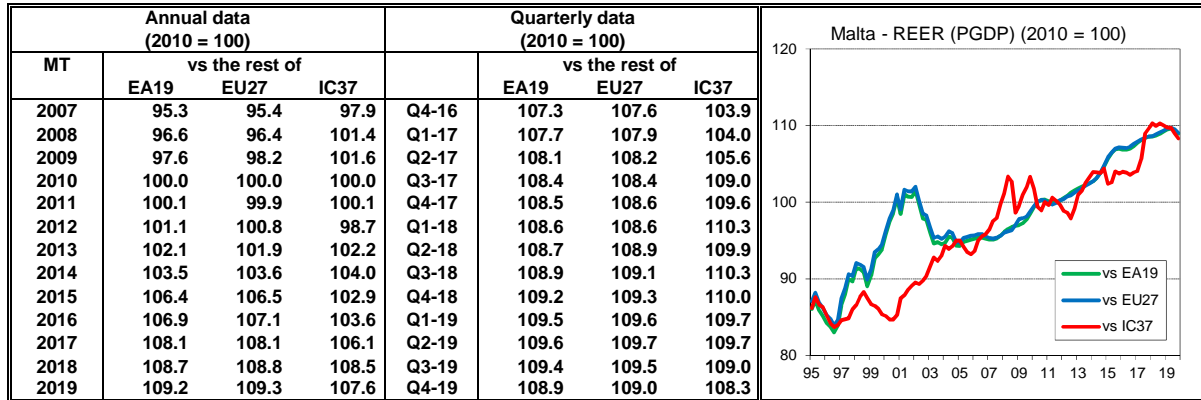 Annual data
(2010 = 100)
Quarterly data
(2010 = 100)
MT vs the rest of vs the rest of
EA19 EU27 IC37 EA19 EU27 IC37
2007 95.3 95.4 97.9 Q4-16 107.3 107.6 103.9
2008 96.6 96.4 101.4 Q1-17 107.7 107.9 104.0
2009 97.6 98.2 101.6 Q2-17 108.1 108.2 105.6
2010 100.0 100.0 100.0 Q3-17 108.4 108.4 109.0
2011 100.1 99.9 100.1 Q4-17 108.5 108.6 109.6
2012 101.1 100.8 98.7 Q1-18 108.6 108.6 110.3
2013 102.1 101.9 102.2 Q2-18 108.7 108.9 109.9
2014 103.5 103.6 104.0 Q3-18 108.9 109.1 110.3
2015 106.4 106.5 102.9 Q4-18 109.2 109.3 110.0
2016 106.9 107.1 103.6 Q1-19 109.5 109.6 109.7
2017 108.1 108.1 106.1 Q2-19 109.6 109.7 109.7
2018 108.7 108.8 108.5 Q3-19 109.4 109.5 109.0
2019 109.2 109.3 107.6 Q4-19 108.9 109.0 108.3
Malta - REER (PGDP) (2010 = 100)
120
110
100
90
80
vs EA19
vs EU27
vs IC37
95 97 99 01 03 05 07 09 11 13 15 17 19